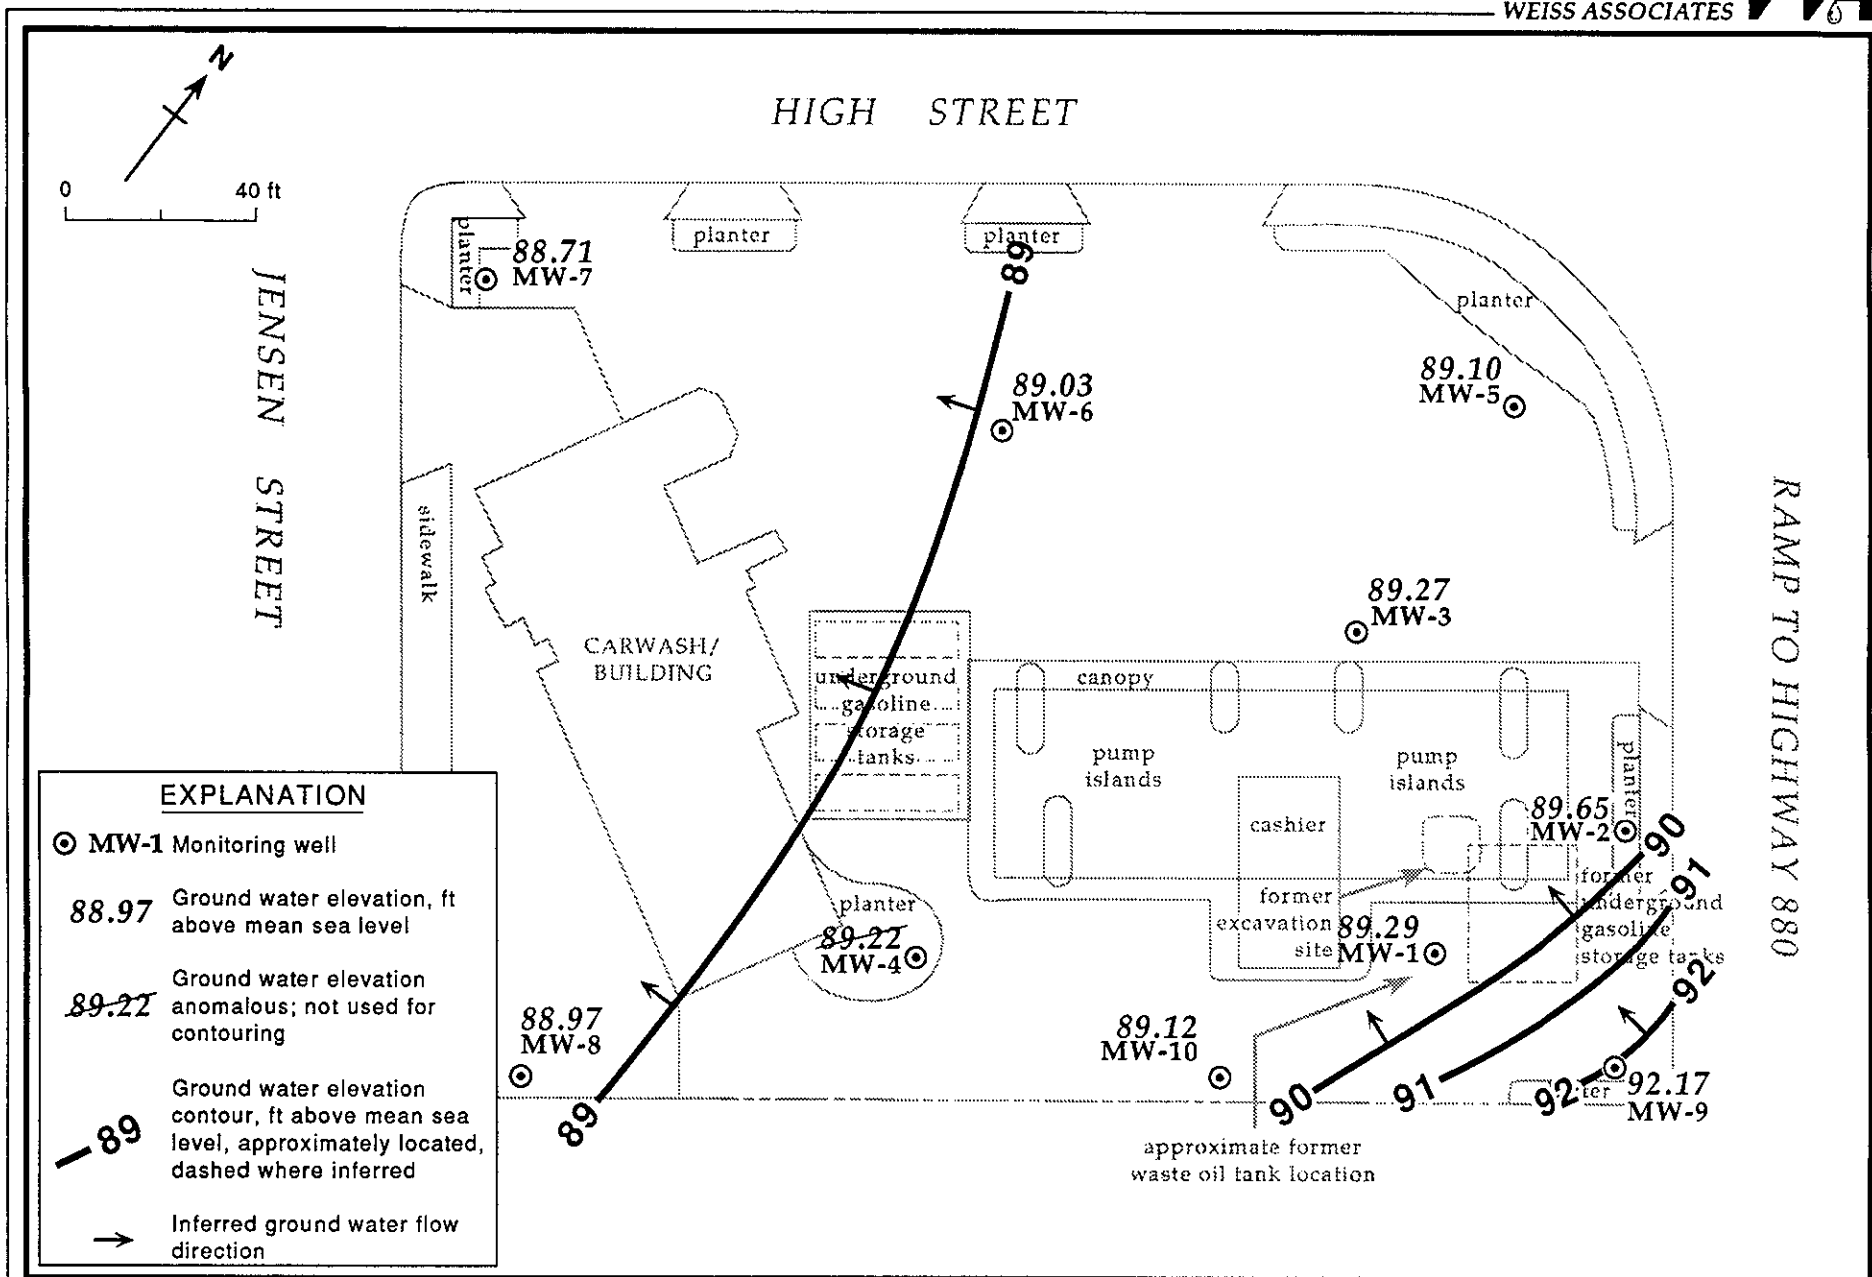 WEISS ASSOCIATES
N
HIGH STREET
0 40 ft
JENSEN STREET
RAMP TO HIGHWAY 880
planter
88.71
MW-7
planter
planter
89
planter
89.03
MW-6
89.10
MW-5
sidewalk
CARWASH/
BUILDING
underground
gasoline
storage
tanks
89.27
MW-3
canopy
pump
islands
pump
islands
cashier
planter
89.65
MW-2
90
91
92
former
underground
gasoline
storage tanks
former
excavation
site
89.29
MW-1
planter
89.22
MW-4
88.97
MW-8
89
89.12
MW-10
90
91
92
ter
92.17
MW-9
approximate former
waste oil tank location
EXPLANATION
MW-1 Monitoring well
88.97 Ground water elevation, ft
above mean sea level
89.22 Ground water elevation
anomalous; not used for
contouring
89 Ground water elevation
contour, ft above mean sea
level, approximately located,
dashed where inferred
Inferred ground water flow
direction